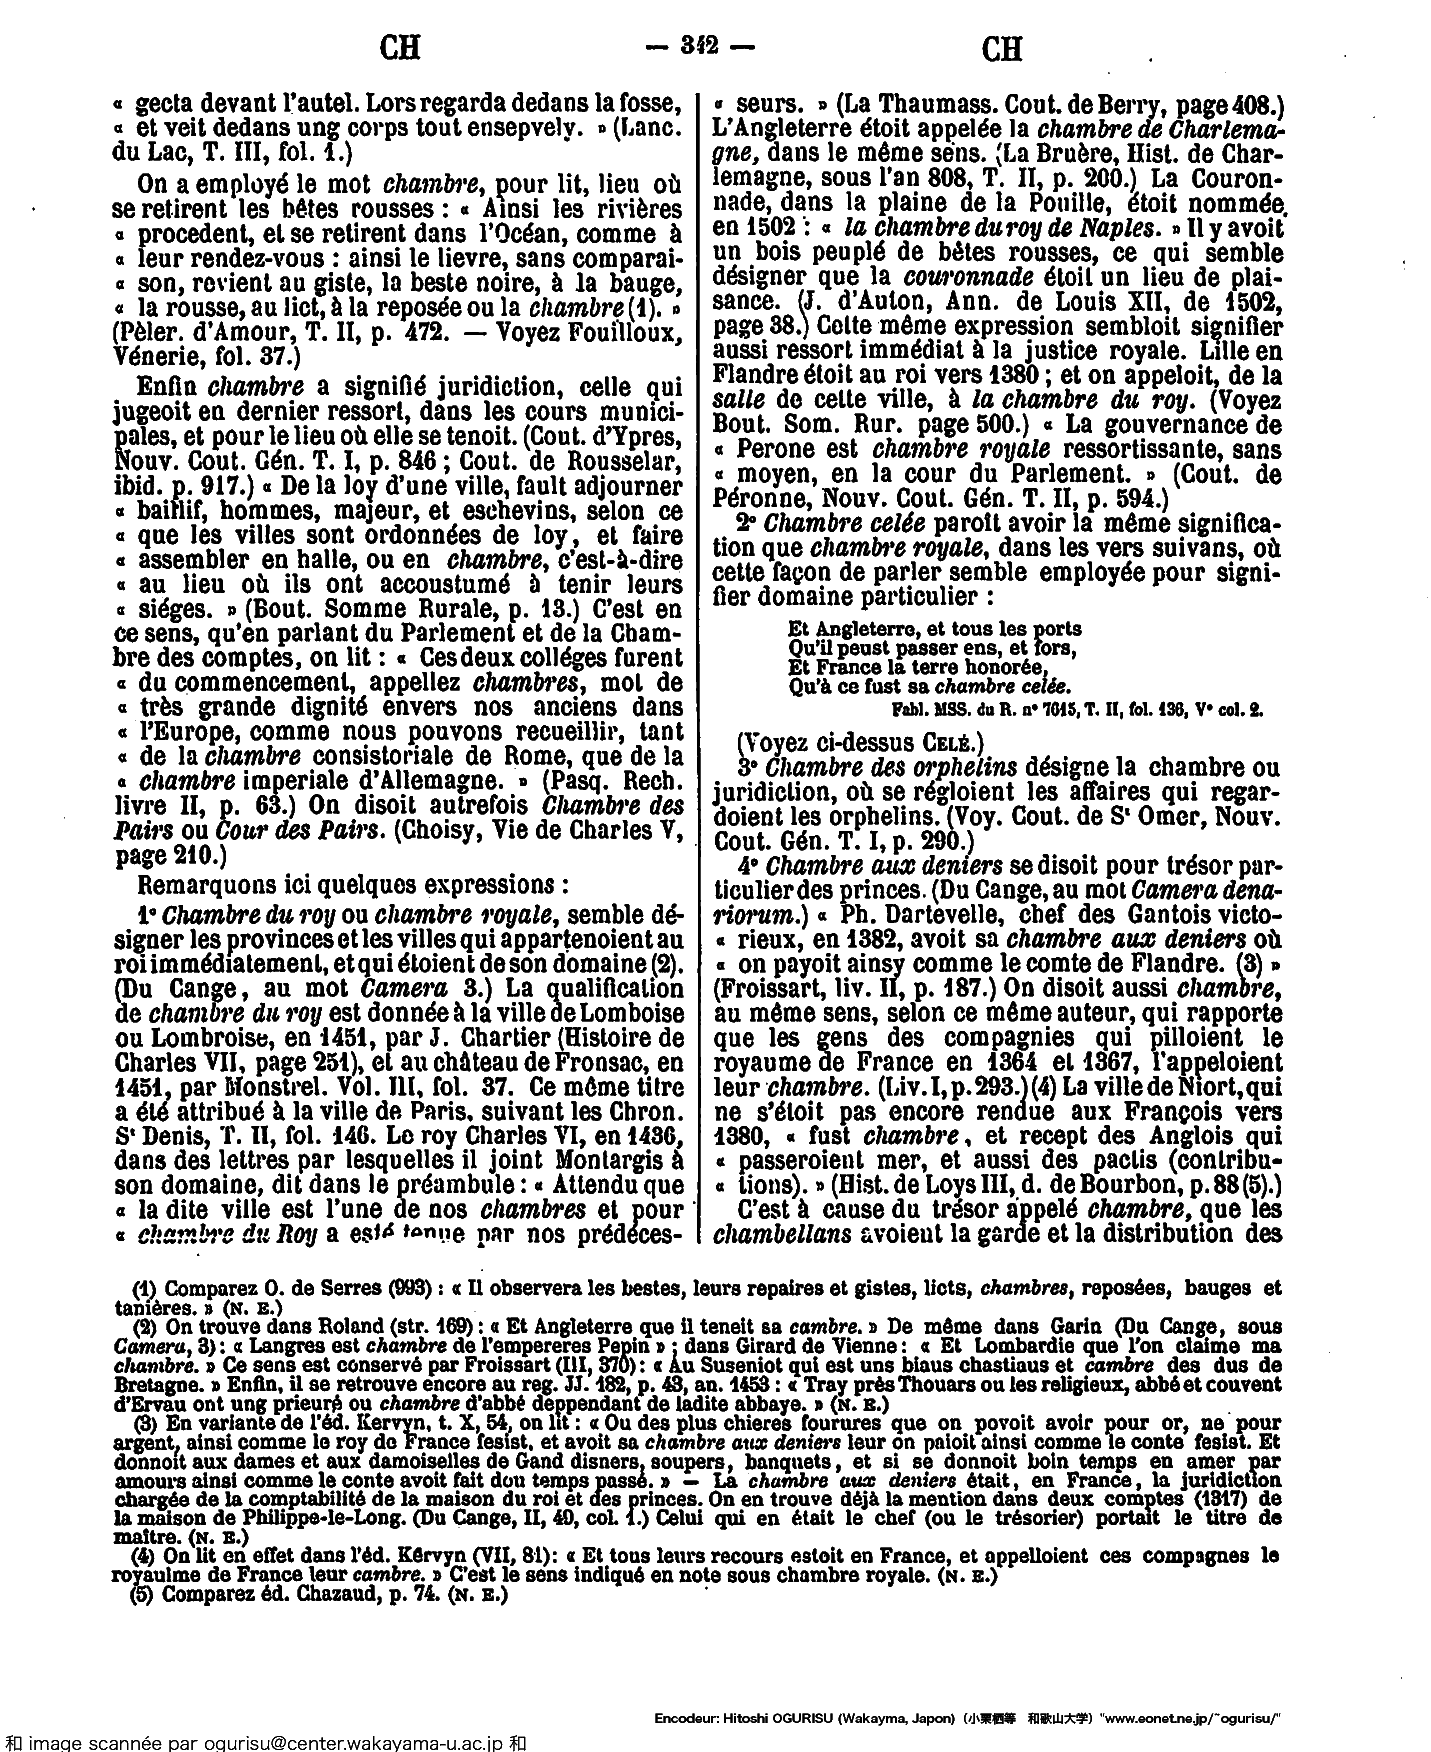 CH
— 342 —
CH
« gecta devant l'autel. Lors regarda dedans la fosse,
« et veit dedans ung corps tout ensepvely. » (Lanc.
du Lac, T. III, fol. 1.)
On a employé le mot chambre, pour lit, lieu où
se retirent les bêtes rousses : « Ainsi les rivières
« procedent, et se retirent dans l'Océan, comme à
« leur rendez-vous : ainsi le lievre, sans comparai-
« son, revient au giste, la beste noire, à la bauge,
« la rousse, au lict, à la reposée ou la chambre (1). »
(Pèler. d'Amour, T. II, p. 472. — Voyez Fouilloux,
Vénerie, fol. 37.)
Enfin chambre a signifié juridiction, celle qui
jugeoit en dernier ressort, dans les cours munici-
pales, et pour le lieu où elle se tenoit. (Cout. d'Ypres,
Nouv. Cout. Gén. T. I, p. 846 ; Cout. de Rousselar,
ibid. p. 917.) « De la loy d'une ville, fault adjourner
« baillif, hommes, majeur, et eschevins, selon ce
« que les villes sont ordonnées de loy, et faire
« assembler en halle, ou en chambre, c'est-à-dire
« au lieu où ils ont accoustumé à tenir leurs
« siéges. » (Bout. Somme Rurale, p. 13.) C'est en
ce sens, qu'en parlant du Parlement et de la Cham-
bre des comptes, on lit : « Ces deux colléges furent
« du commencement, appellez chambres, mot de
« très grande dignité envers nos anciens dans
« l'Europe, comme nous pouvons recueillir, tant
« de la chambre consistoriale de Rome, que de la
« chambre imperiale d'Allemagne. » (Pasq. Rech.
livre II, p. 63.) On disoit autrefois Chambre des
Pairs ou Cour des Pairs. (Choisy, Vie de Charles V,
page 210.)
Remarquons ici quelques expressions :
1° Chambre du roy ou chambre royale, semble dé-
signer les provinces et les villes qui appartenoient au
roi immédiatement, et qui étoient de son domaine (2).
(Du Cange, au mot Camera 3.) La qualification
de chambre du roy est donnée à la ville de Lomboise
ou Lombroise, en 1451, par J. Chartier (Histoire de
Charles VII, page 251), et au château de Fronsac, en
1451, par Monstrel. Vol. III, fol. 37. Ce même titre
a été attribué à la ville de Paris, suivant les Chron.
St Denis, T. II, fol. 146. Le roy Charles VI, en 1436,
dans des lettres par lesquelles il joint Montargis à
son domaine, dit dans le préambule : « Attendu que
« la dite ville est l'une de nos chambres et pour
« chambre du Roy a esté tenue par nos prédéces-
« seurs. » (La Thaumass. Cout. de Berry, page 408.)
L'Angleterre étoit appelée la chambre de Charlema-
gne, dans le même sens. (La Bruère, Hist. de Char-
lemagne, sous l'an 808, T. II, p. 200.) La Couron-
nade, dans la plaine de la Pouille, étoit nommée,
en 1502 : « la chambre du roy de Naples. » Il y avoit
un bois peuplé de bêtes rousses, ce qui semble
désigner que la couronnade étoit un lieu de plai-
sance. (J. d'Auton, Ann. de Louis XII, de 1502,
page 38.) Cette même expression sembloit signifier
aussi ressort immédiat à la justice royale. Lille en
Flandre étoit au roi vers 1380 ; et on appeloit, de la
salle de cette ville, à la chambre du roy. (Voyez
Bout. Som. Rur. page 500.) « La gouvernance de
« Perone est chambre royale ressortissante, sans
« moyen, en la cour du Parlement. » (Cout. de
Péronne, Nouv. Cout. Gén. T. II, p. 594.)
2° Chambre celée paroît avoir la même significa-
tion que chambre royale, dans les vers suivans, où
cette façon de parler semble employée pour signi-
fier domaine particulier :
Et Angleterre, et tous les ports
Qu'il peust passer ens, et fors,
Et France la terre honorée,
Qu'à ce fust sa chambre celée.
Fabl. MSS. du R. n° 7615, T. II, fol. 136, V° col. 2.
(Voyez ci-dessus CELÉ.)
3° Chambre des orphelins désigne la chambre ou
juridiction, où se régloient les affaires qui regar-
doient les orphelins. (Voy. Cout. de St Omer, Nouv.
Cout. Gén. T. I, p. 290.)
4° Chambre aux deniers se disoit pour trésor par-
ticulier des princes. (Du Cange, au mot Camera dena-
riorum.) « Ph. Dartevelle, chef des Gantois victo-
« rieux, en 1382, avoit sa chambre aux deniers où
« on payoit ainsy comme le comte de Flandre. (3) »
(Froissart, liv. II, p. 187.) On disoit aussi chambre,
au même sens, selon ce même auteur, qui rapporte
que les gens des compagnies qui pilloient le
royaume de France en 1364 et 1367, l'appeloient
leur chambre. (Liv. I, p. 293.) (4) La ville de Niort, qui
ne s'étoit pas encore rendue aux François vers
1380, « fust chambre, et recept des Anglois qui
« passeroient mer, et aussi des pactis (contribu-
« tions). » (Hist. de Loys III, d. de Bourbon, p. 88 (5).)
C'est à cause du trésor appelé chambre, que les
chambellans avoient la garde et la distribution des
(1) Comparez O. de Serres (993) : « Il observera les bestes, leurs repaires et gistes, licts, chambres, reposées, bauges et
tanières. » (N. E.)
(2) On trouve dans Roland (str. 169) : « Et Angleterre que il teneit sa cambre. » De même dans Garin (Du Cange, sous
Camera, 3) : « Langres est chambre de l'empereres Pepin » ; dans Girard de Vienne : « Et Lombardie que l'on claime ma
chambre. » Ce sens est conservé par Froissart (III, 370) : « Au Suseniot qui est uns biaus chastiaus et cambre des dus de
Bretagne. » Enfin, il se retrouve encore au reg. JJ. 182, p. 43, an. 1453 : « Tray près Thouars ou les religieux, abbé et couvent
d'Ervau ont ung prieuré ou chambre d'abbé deppendant de ladite abbaye. » (N. E.)
(3) En variante de l'éd. Kervyn, t. X, 54, on lit : « Ou des plus chieres fourures que on povoit avoir pour or, ne pour
argent, ainsi comme le roy de France fesist, et avoit sa chambre aux deniers leur on paioit ainsi comme le conte fesist. Et
donnoit aux dames et aux damoiselles de Gand disners, soupers, banquets, et si se donnoit boin temps en amer par
amours ainsi comme le conte avoit fait dou temps passé. » — La chambre aux deniers était, en France, la juridiction
chargée de la comptabilité de la maison du roi et des princes. On en trouve déjà la mention dans deux comptes (1317) de
la maison de Philippe-le-Long. (Du Cange, II, 49, col. 1.) Celui qui en était le chef (ou le trésorier) portait le titre de
maître. (N. E.)
(4) On lit en effet dans l'éd. Kervyn (VII, 81) : « Et tous leurs recours estoit en France, et appelloient ces compagnes le
royaulme de France leur cambre. » C'est le sens indiqué en note sous chambre royale. (N. E.)
(5) Comparez éd. Chazaud, p. 74. (N. E.)
Encodeur: Hitoshi OGURISU (Wakayma, Japon) (小栗栖等 和歌山大学) "www.eonet.ne.jp/~ogurisu/"
和 image scannée par ogurisu@center.wakayama-u.ac.jp 和